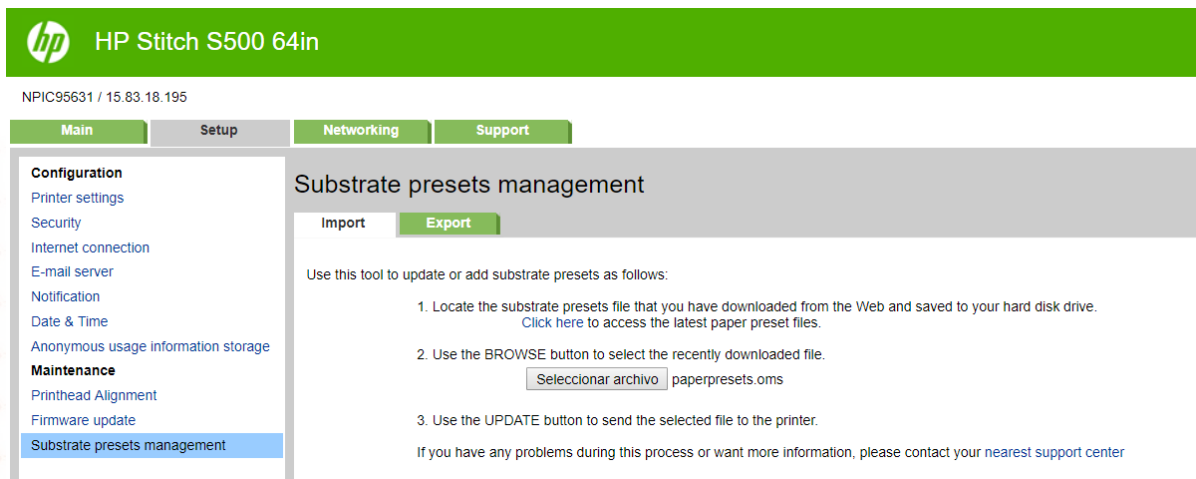 hp HP Stitch S500 64in
NPIC95631 / 15.83.18.195
Main Setup Networking Support
Configuration
Printer settings
Security
Internet connection
E-mail server
Notification
Date & Time
Anonymous usage information storage
Maintenance
Printhead Alignment
Firmware update
Substrate presets management
Substrate presets management
Import Export
Use this tool to update or add substrate presets as follows:
1. Locate the substrate presets file that you have downloaded from the Web and saved to your hard disk drive.
Click here to access the latest paper preset files.
2. Use the BROWSE button to select the recently downloaded file.
Seleccionar archivo paperpresets.oms
3. Use the UPDATE button to send the selected file to the printer.
If you have any problems during this process or want more information, please contact your nearest support center